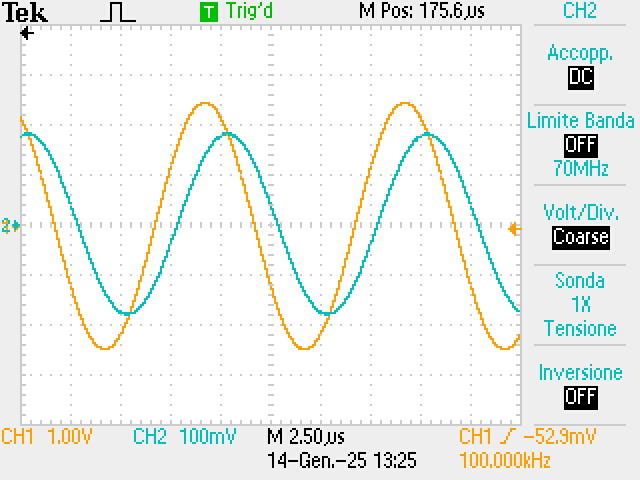 Tek T Trig'd M Pos: 175.6µs CH2
Accopp.
DC
Limite Banda
OFF
70MHz
Volt/Div.
Coarse
Sonda
1X
Tensione
Inversione
OFF
2
CH1 1.00V CH2 100mV M 2.50µs CH1 -52.9mV
14-Gen.-25 13:25 100.000kHz